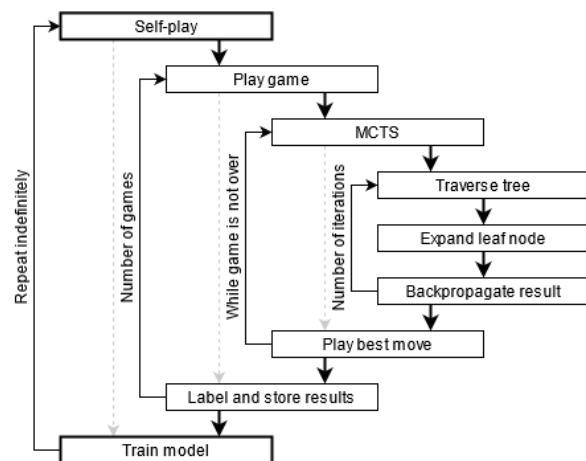 Self-play
Play game
MCTS
Traverse tree
Expand leaf node
Backpropagate result
Play best move
Label and store results
Train model
Repeat indefinitely
Number of games
While game is not over
Number of iterations